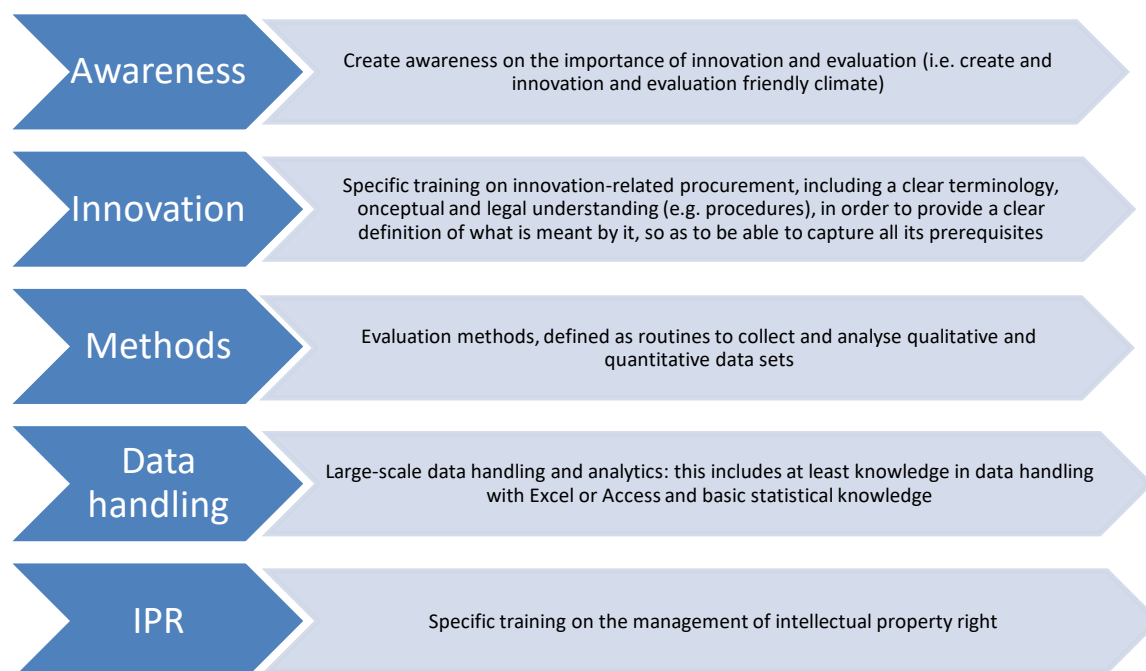 Awareness
Create awareness on the importance of innovation and evaluation (i.e. create and
innovation and evaluation friendly climate)
Innovation
Specific training on innovation-related procurement, including a clear terminology,
onceptual and legal understanding (e.g. procedures), in order to provide a clear
definition of what is meant by it, so as to be able to capture all its prerequisites
Methods
Evaluation methods, defined as routines to collect and analyse qualitative and
quantitative data sets
Data
handling
Large-scale data handling and analytics: this includes at least knowledge in data handling
with Excel or Access and basic statistical knowledge
IPR
Specific training on the management of intellectual property right